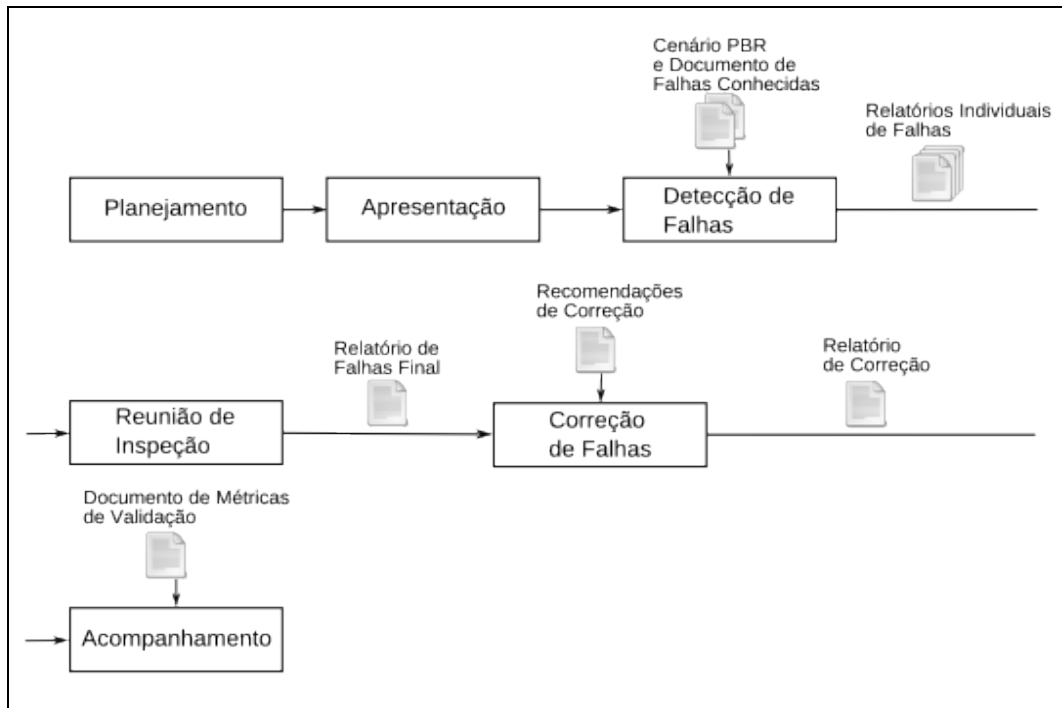 Cenário PBR
e Documento de
Falhas Conhecidas
Relatórios Individuais
de Falhas
Planejamento
Apresentação
Detecção de
Falhas
Recomendações
de Correção
Relatório de
Falhas Final
Relatório
de Correção
Reunião de
Inspeção
Correção
de Falhas
Documento de Métricas
de Validação
Acompanhamento